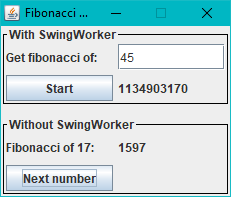 Fibonacci ...
With SwingWorker
Get fibonacci of: 45
Start 1134903170
Without SwingWorker
Fibonacci of 17: 1597
Next number